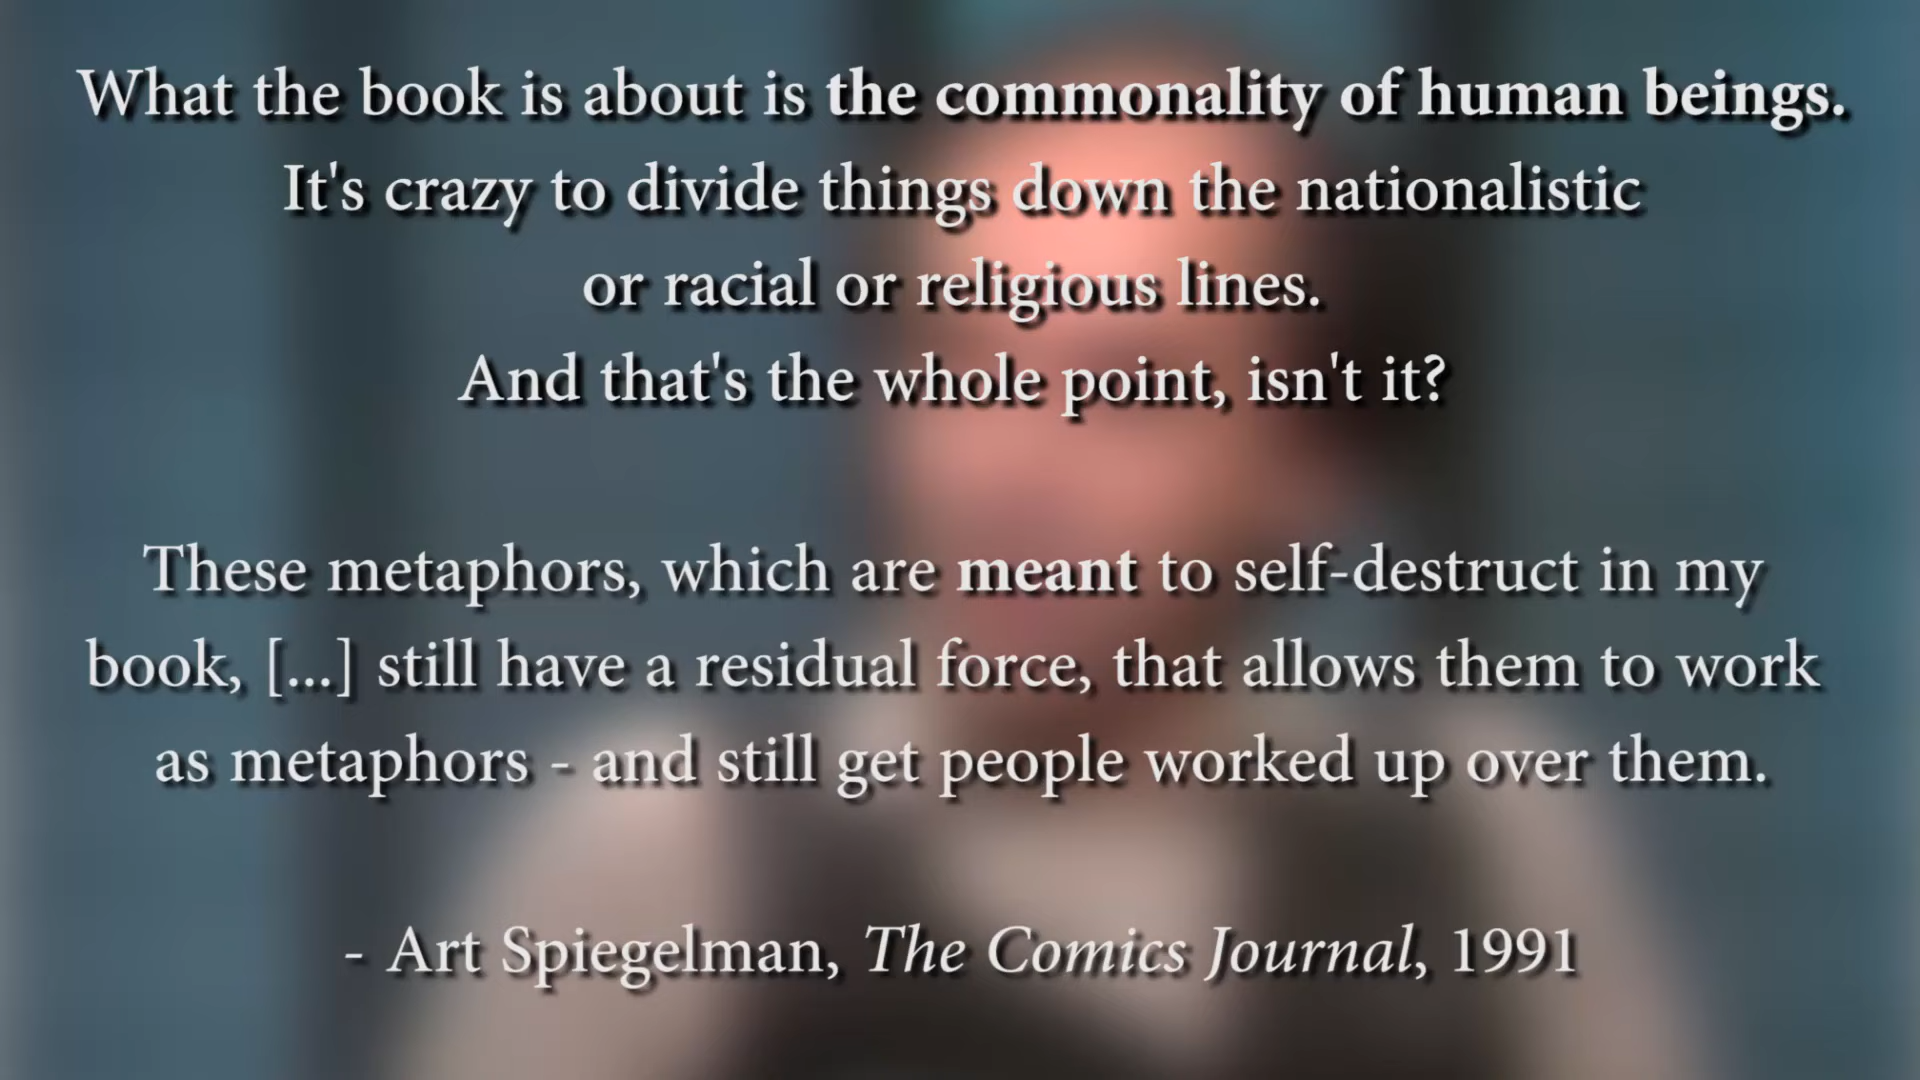 What the book is about is the commonality of human beings.
It's crazy to divide things down the nationalistic
or racial or religious lines.
And that's the whole point, isn't it?
These metaphors, which are meant to self-destruct in my
book, [...] still have a residual force, that allows them to work
as metaphors - and still get people worked up over them.
- Art Spiegelman, The Comics Journal, 1991